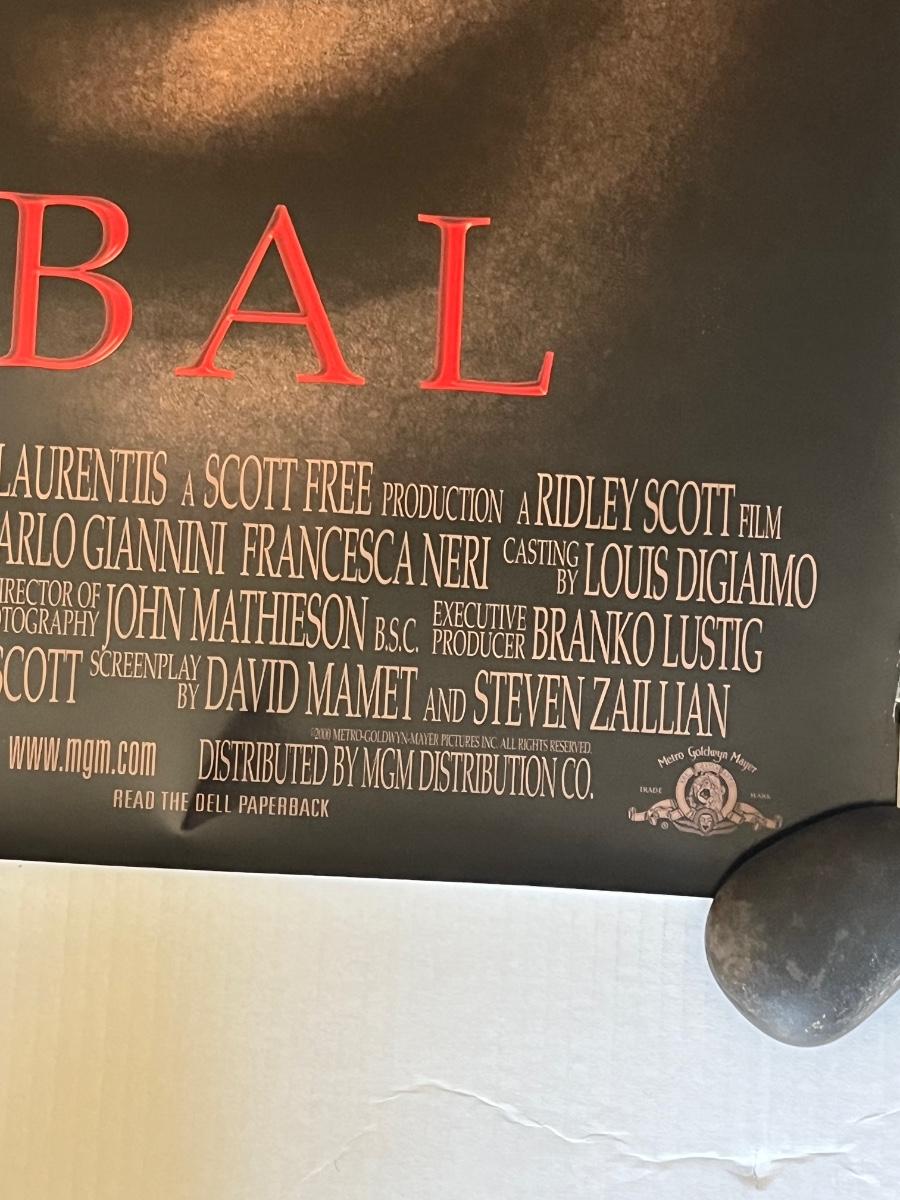 BAL
LAURENTIIS A SCOTT FREE PRODUCTION A RIDLEY SCOTT FILM
ARLO GIANNINI FRANCESCA NERI CASTING BY LOUIS DIGIAIMO
IRECTOR OF OTOGRAPHY JOHN MATHIESON B.S.C. EXECUTIVE PRODUCER BRANKO LUSTIG
SCOTT SCREENPLAY BY DAVID MAMET AND STEVEN ZAILLIAN
©2000 METRO-GOLDWYN-MAYER PICTURES INC. ALL RIGHTS RESERVED.
www.mgm.com DISTRIBUTED BY MGM DISTRIBUTION CO.
READ THE DELL PAPERBACK
Metro Goldwyn Mayer
TRADE MARK
®